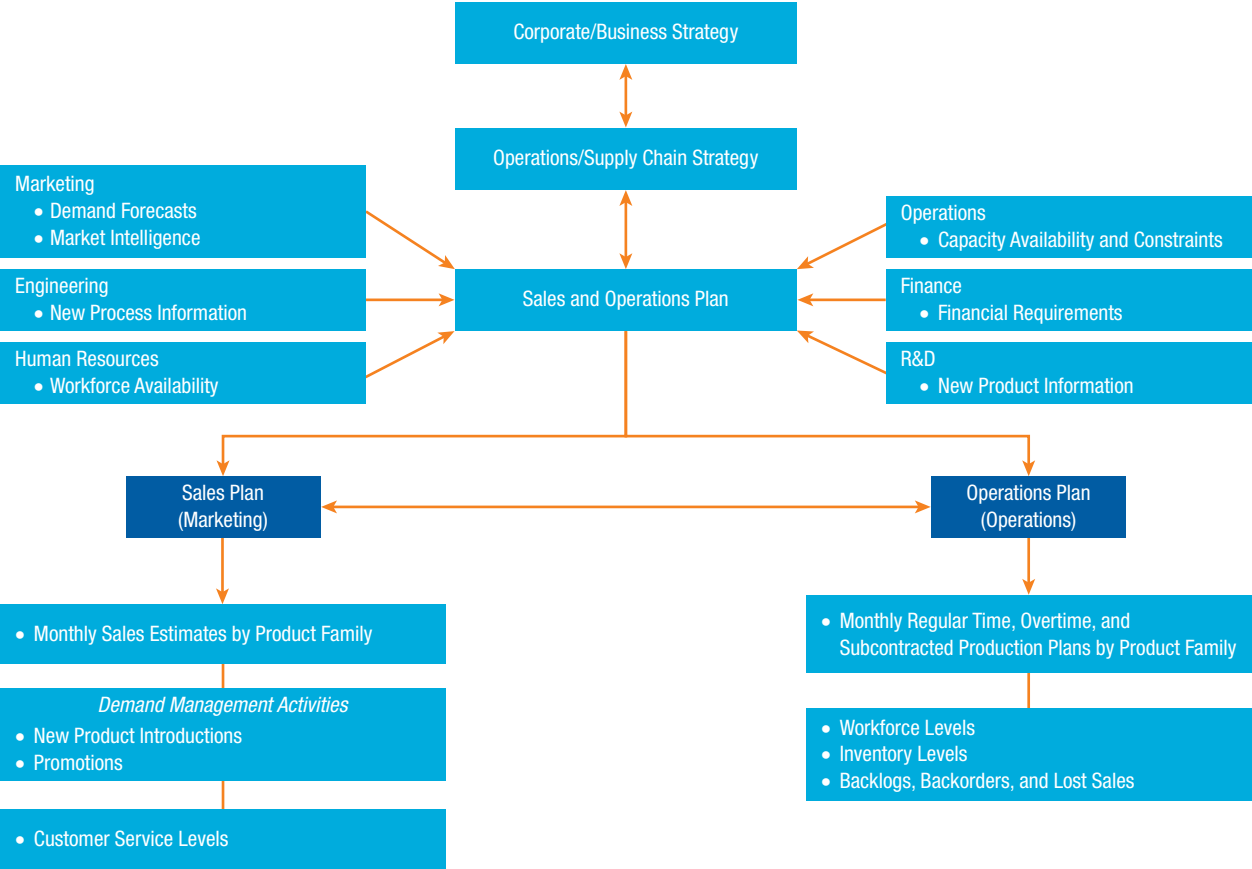 Corporate/Business Strategy
Operations/Supply Chain Strategy
Marketing
• Demand Forecasts
• Market Intelligence
Engineering
• New Process Information
Human Resources
• Workforce Availability
Sales and Operations Plan
Operations
• Capacity Availability and Constraints
Finance
• Financial Requirements
R&D
• New Product Information
Sales Plan
(Marketing)
Operations Plan
(Operations)
• Monthly Sales Estimates by Product Family
Demand Management Activities
• New Product Introductions
• Promotions
• Customer Service Levels
• Monthly Regular Time, Overtime, and
Subcontracted Production Plans by Product Family
• Workforce Levels
• Inventory Levels
• Backlogs, Backorders, and Lost Sales